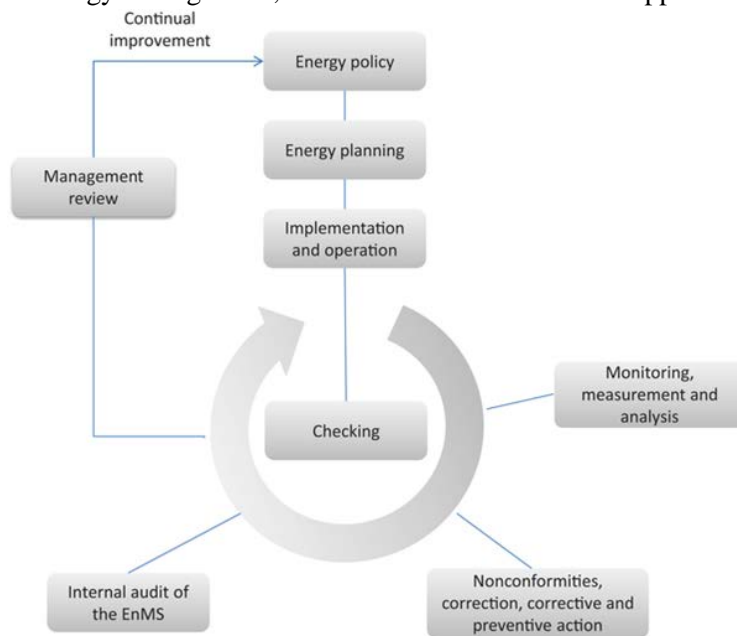 Continual
improvement
Energy policy
Energy planning
Management
review
Implementation
and operation
Monitoring,
measurement and
analysis
Checking
Internal audit of
the EnMS
Nonconformities,
correction, corrective and
preventive action